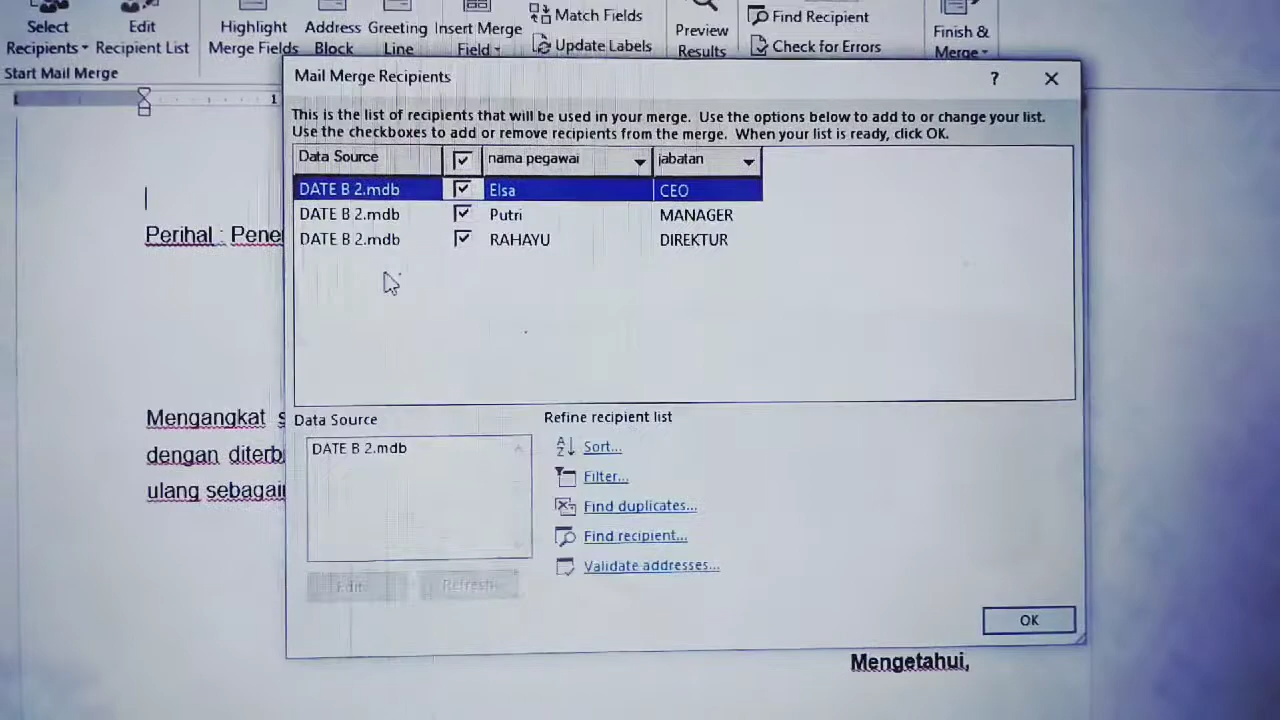 Select
Recipients
Edit
Recipient List
Highlight
Merge Fields
Address
Block
Greeting
Line
Insert Merge
Field
Match Fields
Update Labels
Preview
Results
Find Recipient
Check for Errors
Finish &
Merge
Start Mail Merge
1
Mail Merge Recipients
?
This is the list of recipients that will be used in your merge. Use the options below to add to or change your list.
Use the checkboxes to add or remove recipients from the merge. When your list is ready, click OK.
Data Source nama pegawai jabatan
DATE B 2.mdb Elsa CEO
DATE B 2.mdb Putri MANAGER
DATE B 2.mdb RAHAYU DIREKTUR
Perihal : Pene
Mengangkat s
dengan diterb
ulang sebagain
Data Source
DATE B 2.mdb
Edit...
Refresh
Refine recipient list
Sort...
Filter...
Find duplicates...
Find recipient...
Validate addresses...
OK
Mengetahui,